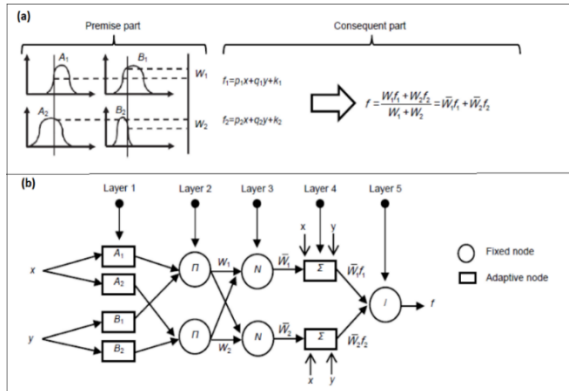 (a)
Premise part
Consequent part
A₁
B₁
W₁
f₁=p₁x+q₁y+k₁
f = W₁f₁ + W₂f₂ / W₁ + W₂ = W̅₁f₁ + W̅₂f₂
A₂
B₂
W₂
f₂=p₂x+q₂y+k₂
(b)
Layer 1 Layer 2 Layer 3 Layer 4 Layer 5
x y
A₁
Π W₁ N W̅₁ Σ W̅₁f₁
Fixed node
x
A₂
Adaptive node
B₁
I f
y
B₂
Π W₂ N W̅₂ Σ W̅₂f₂
x y